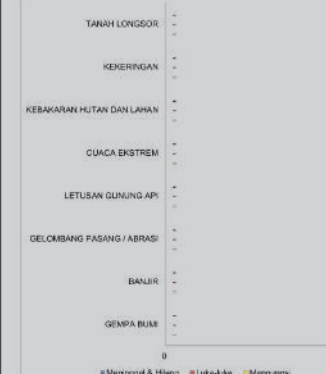 TANAH LONGSOR
-
-
-
KEKERINGAN
-
-
-
KEBAKARAN HUTAN DAN LAHAN
-
-
-
CUACA EKSTREM
-
-
-
LETUSAN GUNUNG API
-
-
-
GELOMBANG PASANG / ABRASI
-
-
-
BANJIR
-
-
-
GEMPA BUMI
-
-
-
0
Meninggal & Hilang Luka-luka Mengungsi